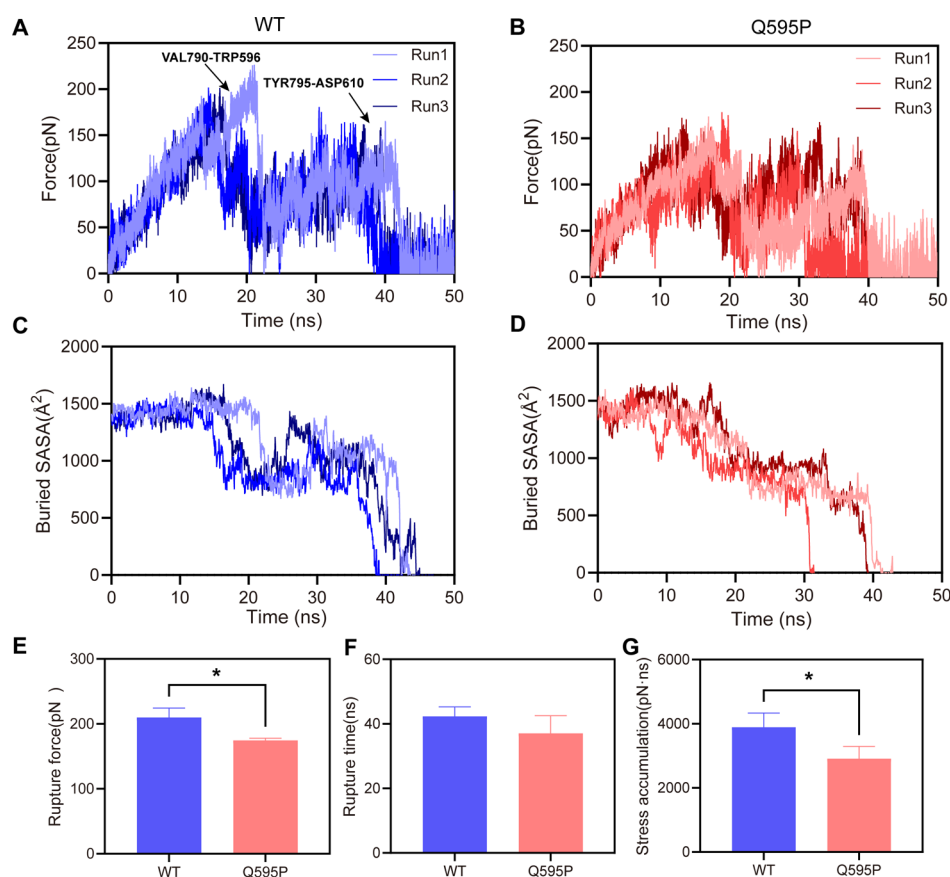 WT
Q595P
A
B
VAL790-TRP596
TYR795-ASP610
Run1
Run2
Run3
Run1
Run2
Run3
Force(pN)
250
200
150
100
50
0
0 10 20 30 40 50
Time (ns)
Force(pN)
250
200
150
100
50
0
0 10 20 30 40 50
Time (ns)
C
D
Buried SASA(Å²)
2000
1500
1000
500
0
0 10 20 30 40 50
Time (ns)
Buried SASA(Å²)
2000
1500
1000
500
0
0 10 20 30 40 50
Time (ns)
E
F
G
Rupture force(pN )
300
200
100
0
*
WT Q595P
Rupture time(ns)
60
40
20
0
WT Q595P
Stress accumulation(pN·ns)
6000
4000
2000
0
*
WT Q595P